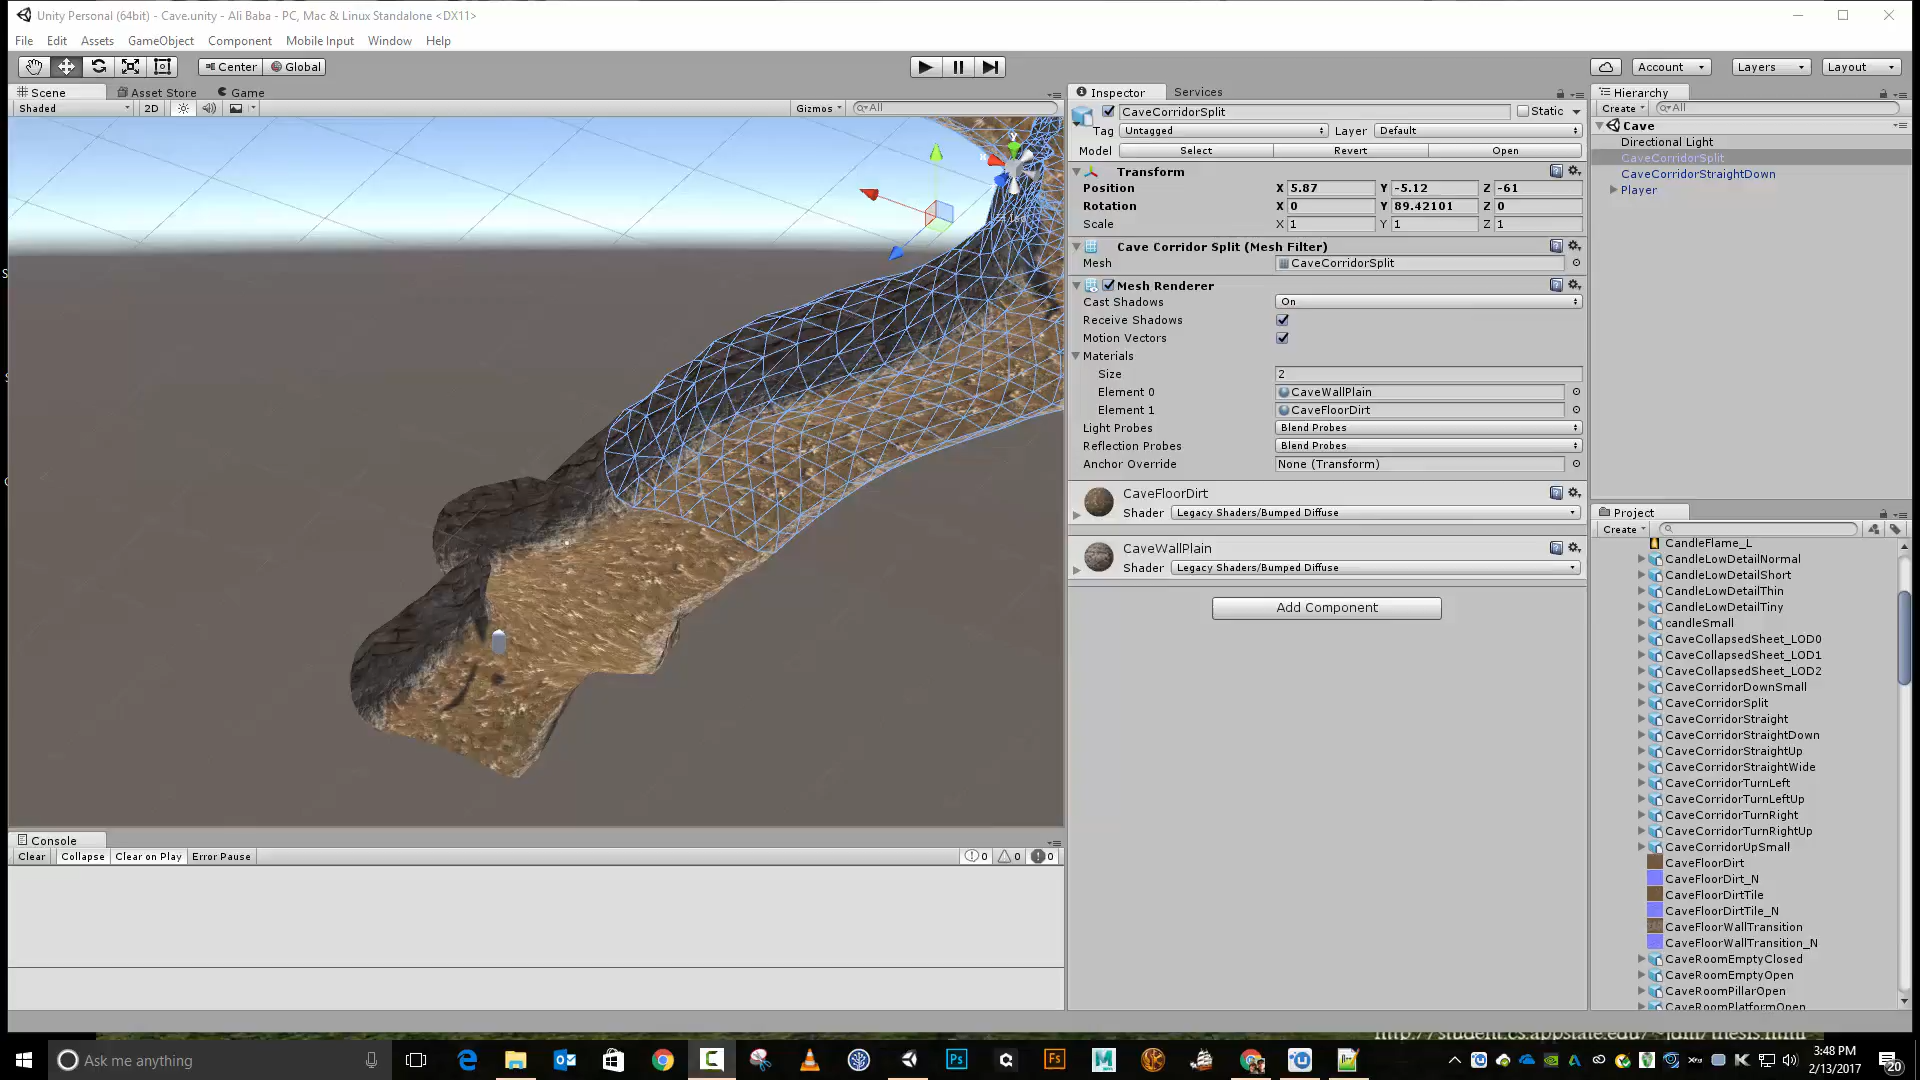 Unity Personal (64bit) - Cave.unity - Ali Baba - PC, Mac & Linux Standalone <DX11>
File Edit Assets GameObject Component Mobile Input Window Help
Center Global
Account Layers Layout
Scene Asset Store Game
Shaded 2D Gizmos All
Inspector Services
CaveCorridorSplit Static
Tag Untagged Layer Default
Model Select Revert Open
Transform
Position X 5.87 Y -5.12 Z -61
Rotation X 0 Y 89.42101 Z 0
Scale X 1 Y 1 Z 1
Cave Corridor Split (Mesh Filter)
Mesh CaveCorridorSplit
Mesh Renderer
Cast Shadows On
Receive Shadows
Motion Vectors
Materials
Size 2
Element 0 CaveWallPlain
Element 1 CaveFloorDirt
Light Probes Blend Probes
Reflection Probes Blend Probes
Anchor Override None (Transform)
CaveFloorDirt
Shader Legacy Shaders/Bumped Diffuse
CaveWallPlain
Shader Legacy Shaders/Bumped Diffuse
Add Component
Hierarchy
Create All
Cave
Directional Light
CaveCorridorSplit
CaveCorridorStraightDown
Player
Project
Create
CandleFlame_L
CandleLowDetailNormal
CandleLowDetailShort
CandleLowDetailThin
CandleLowDetailTiny
candleSmall
CaveCollapsedSheet_LOD0
CaveCollapsedSheet_LOD1
CaveCollapsedSheet_LOD2
CaveCorridorDownSmall
CaveCorridorSplit
CaveCorridorStraight
CaveCorridorStraightDown
CaveCorridorStraightUp
CaveCorridorStraightWide
CaveCorridorTurnLeft
CaveCorridorTurnLeftUp
CaveCorridorTurnRight
CaveCorridorTurnRightUp
CaveCorridorUpSmall
CaveFloorDirt
CaveFloorDirt_N
CaveFloorDirtTile
CaveFloorDirtTile_N
CaveFloorWallTransition
CaveFloorWallTransition_N
CaveRoomEmptyClosed
CaveRoomEmptyOpen
CaveRoomPillarOpen
CaveRoomPlatformOpen
Console
Clear Collapse Clear on Play Error Pause 0 0 0
Ask me anything
3:48 PM
2/13/2017
20